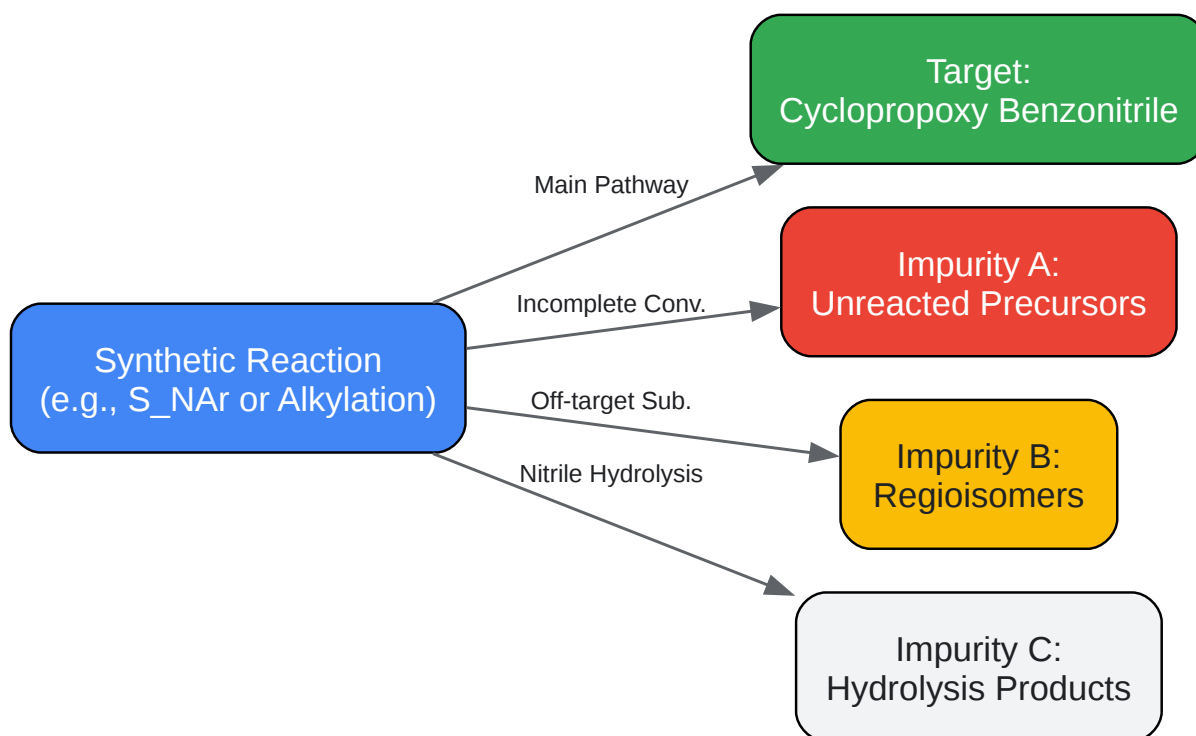 Target:
Cyclopropoxy Benzonitrile
Main Pathway
Impurity A:
Unreacted Precursors
Incomplete Conv.
Synthetic Reaction
(e.g., S_NAr or Alkylation)
Off-target Sub.
Impurity B:
Regioisomers
Nitrile Hydrolysis
Impurity C:
Hydrolysis Products